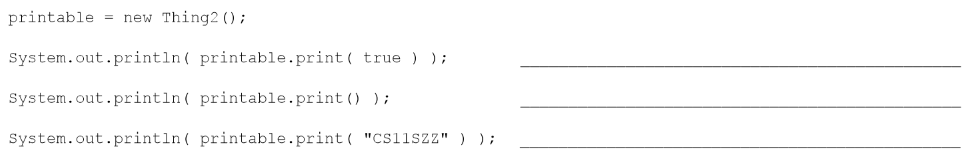 printable = new Thing2();
System.out.println( printable.print( true ) );
System.out.println( printable.print() );
System.out.println( printable.print( "CS11SZZ" ) );